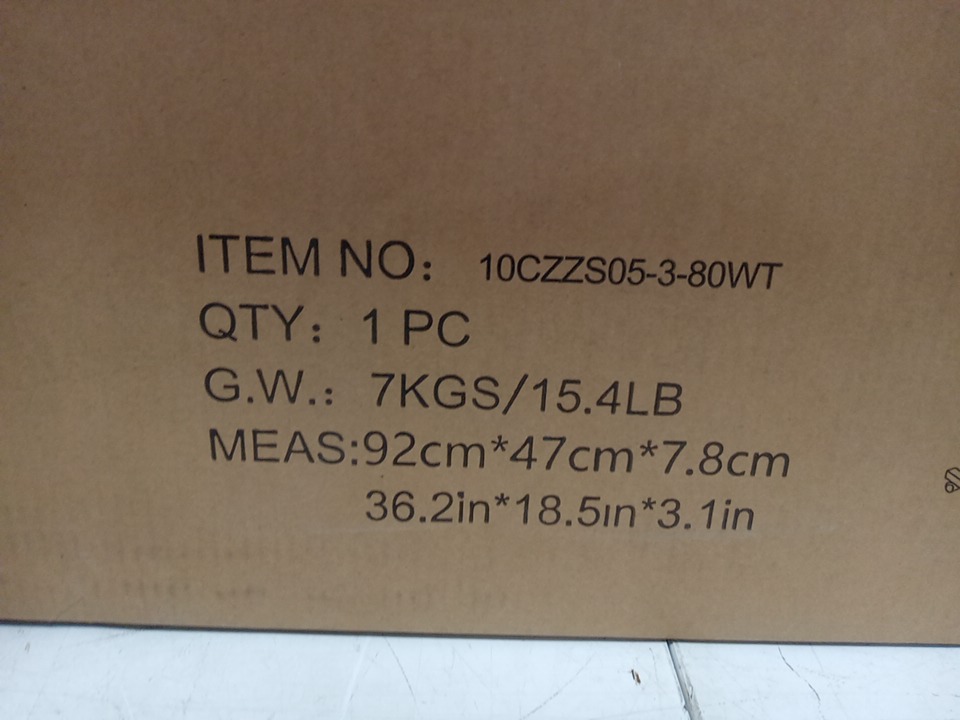 ITEM NO: 10CZZS05-3-80WT
QTY: 1 PC
G.W.: 7KGS/15.4LB
MEAS:92cm*47cm*7.8cm
36.2in*18.5in*3.1in